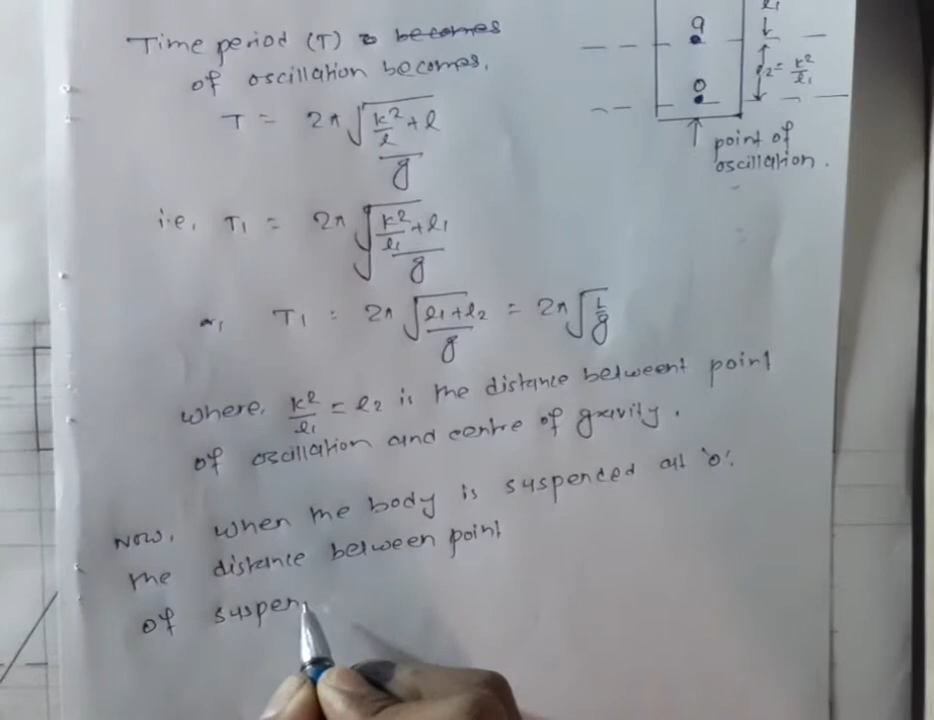 Time period (T) becomes
of oscillation becomes.
T = 2π √((k²/l + l)/g)
i.e, T₁ = 2π √((k²/l₁ + l₁)/g)
or, T₁ = 2π √((l₁+l₂)/g) = 2π √(L/g)
where, k²/l₁ = l₂ is the distance betweent point
of oscillation and centre of gravity.
Now, when the body is suspended at 'o'.
the distance between point
of suspen
l₁
G
l₂ = k²/l₁
O
point of
oscillation.